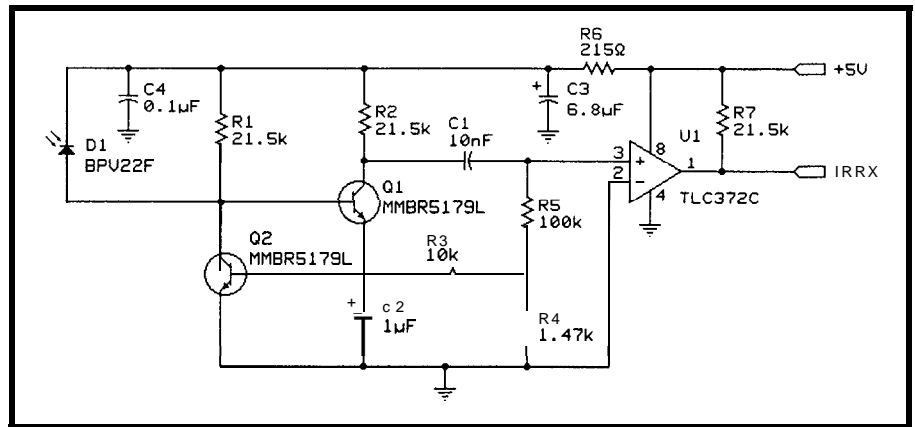 R6
215Ω
+5V
C4
0.1µF
C3
6.8µF
R1
21.5k
R2
21.5k
R7
21.5k
C1
10nF
U1
D1
BPV22F
3
+
8
1
IRRX
2
−
4
TLC372C
Q1
MMBR5179L
R5
100k
Q2
MMBR5179L
R3
10k
+
c2
1µF
R4
1.47k
+